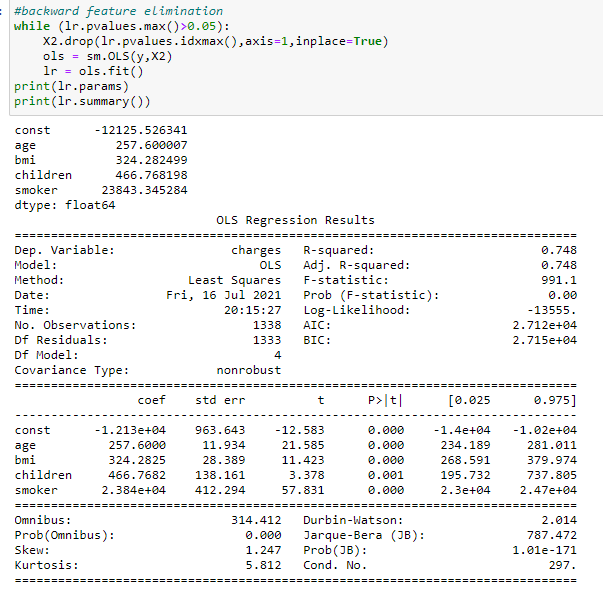 #backward feature elimination
while (lr.pvalues.max()>0.05):
    X2.drop(lr.pvalues.idxmax(),axis=1,inplace=True)
    ols = sm.OLS(y,X2)
    lr = ols.fit()
print(lr.params)
print(lr.summary())
const      -12125.526341
age           257.600007
bmi           324.282499
children      466.768198
smoker      23843.345284
dtype: float64
                            OLS Regression Results
==============================================================================
Dep. Variable:                charges   R-squared:                       0.748
Model:                            OLS   Adj. R-squared:                  0.748
Method:                 Least Squares   F-statistic:                     991.1
Date:                Fri, 16 Jul 2021   Prob (F-statistic):               0.00
Time:                        20:15:27   Log-Likelihood:                -13555.
No. Observations:                1338   AIC:                         2.712e+04
Df Residuals:                    1333   BIC:                         2.715e+04
Df Model:                           4
Covariance Type:            nonrobust
==============================================================================
                 coef    std err          t      P>|t|      [0.025      0.975]
------------------------------------------------------------------------------
const      -1.213e+04    963.643    -12.583      0.000    -1.4e+04   -1.02e+04
age          257.6000     11.934     21.585      0.000     234.189     281.011
bmi          324.2825     28.389     11.423      0.000     268.591     379.974
children     466.7682    138.161      3.378      0.001     195.732     737.805
smoker      2.384e+04    412.294     57.831      0.000     2.3e+04    2.47e+04
==============================================================================
Omnibus:                      314.412   Durbin-Watson:                   2.014
Prob(Omnibus):                  0.000   Jarque-Bera (JB):              787.472
Skew:                           1.247   Prob(JB):                    1.01e-171
Kurtosis:                       5.812   Cond. No.                         297.
==============================================================================